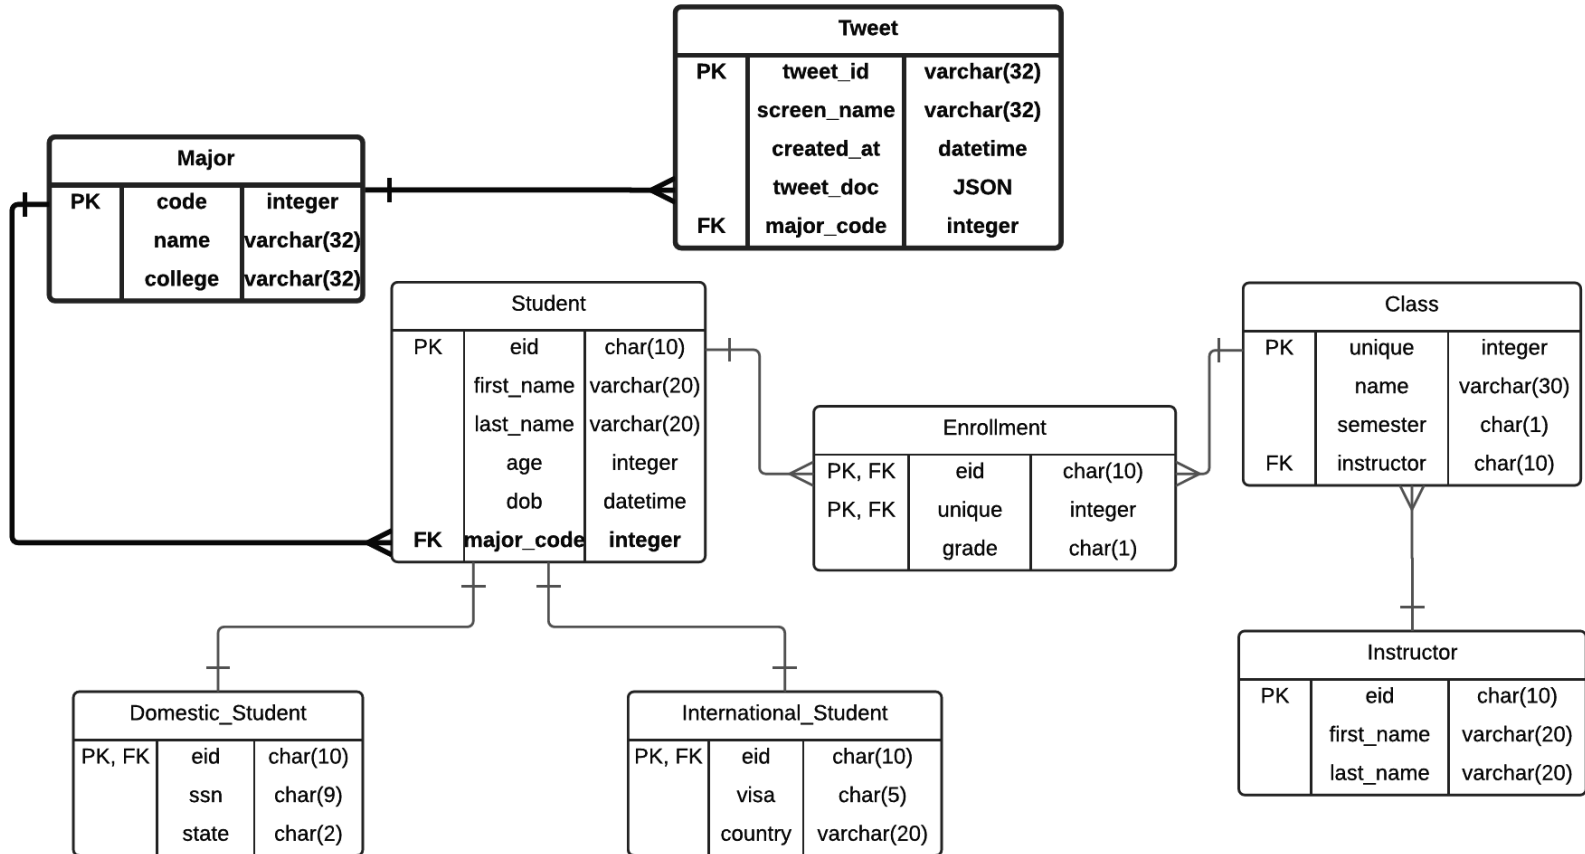 Tweet
PK tweet_id varchar(32)
screen_name varchar(32)
created_at datetime
tweet_doc JSON
FK major_code integer
Major
PK code integer
name varchar(32)
college varchar(32)
Student
PK eid char(10)
first_name varchar(20)
last_name varchar(20)
age integer
dob datetime
FK major_code integer
Class
PK unique integer
name varchar(30)
semester char(1)
FK instructor char(10)
Enrollment
PK, FK eid char(10)
PK, FK unique integer
grade char(1)
Domestic_Student
PK, FK eid char(10)
ssn char(9)
state char(2)
International_Student
PK, FK eid char(10)
visa char(5)
country varchar(20)
Instructor
PK eid char(10)
first_name varchar(20)
last_name varchar(20)